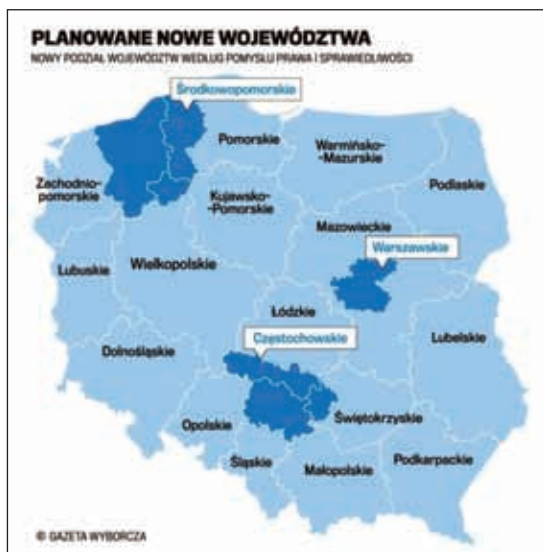 PLANOWANE NOWE WOJEWÓDZTWA
NOWY PODZIAŁ WOJEWÓDZTW WEDŁUG POMYSŁU PRAWA I SPRAWIEDLIWOŚCI
Środkowopomorskie
Pomorskie
Warmińsko-
-Mazurskie
Zachodnio-
pomorskie
Kujawsko-
-Pomorskie
Podlaskie
Mazowieckie
Warszawskie
Lubuskie
Wielkopolskie
Łódzkie
Częstochowskie
Lubelskie
Dolnośląskie
Opolskie
Świętokrzyskie
Śląskie
Małopolskie
Podkarpackie
© GAZETA WYBORCZA